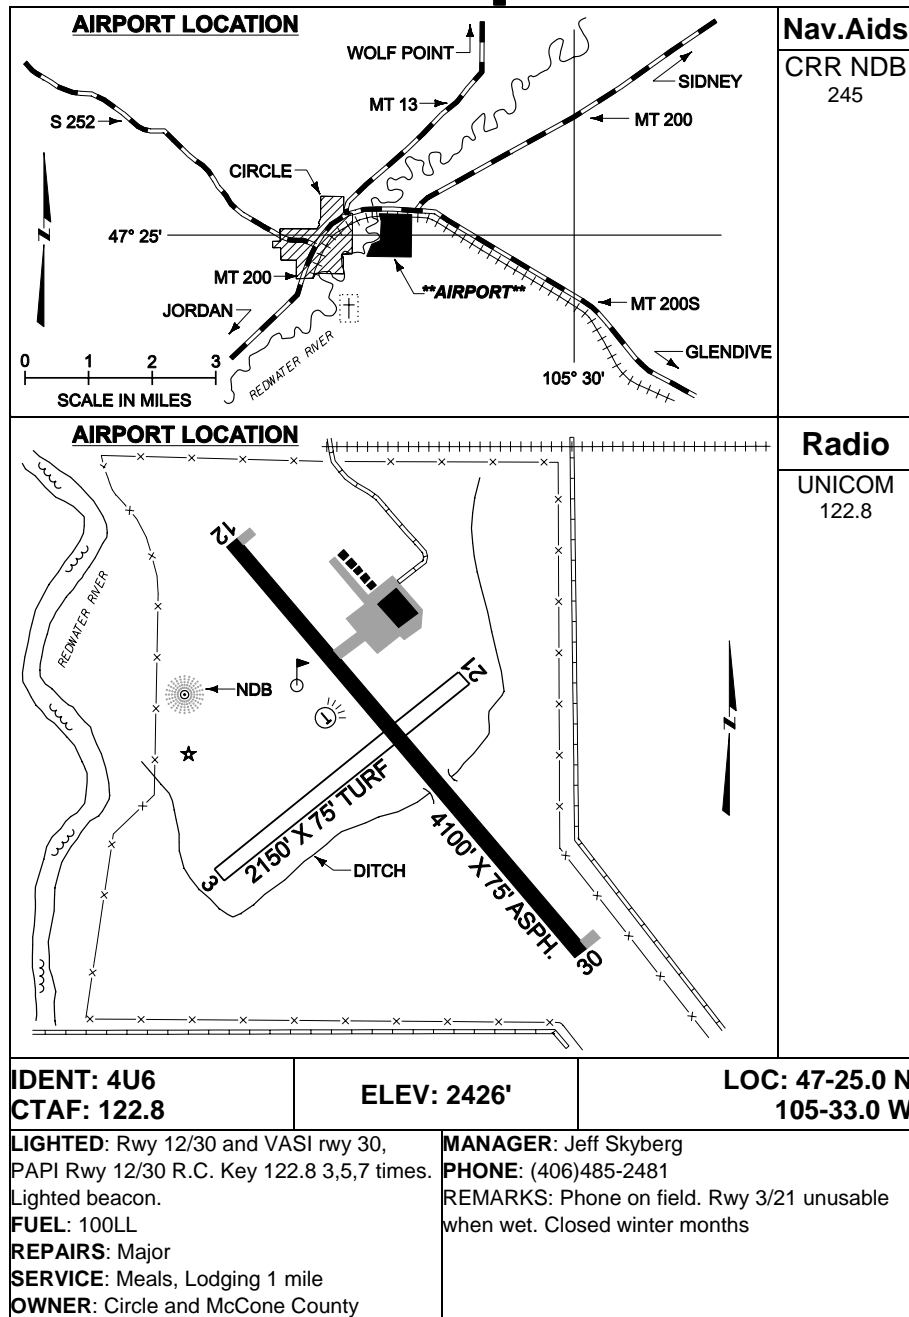 AIRPORT LOCATION
WOLF POINT
SIDNEY
MT 13
S 252
MT 200
CIRCLE
N
47° 25'
MT 200
**AIRPORT**
JORDAN
MT 200S
REDWATER RIVER
GLENDIVE
105° 30'
0 1 2 3
SCALE IN MILES
Nav.Aids
CRR NDB
245
AIRPORT LOCATION
12
REDWATER RIVER
21
NDB
N
2150' X 75' TURF
4100' X 75' ASPH.
3
DITCH
30
Radio
UNICOM
122.8
IDENT: 4U6
CTAF: 122.8
ELEV: 2426'
LOC: 47-25.0 N
105-33.0 W
LIGHTED: Rwy 12/30 and VASI rwy 30,
PAPI Rwy 12/30 R.C. Key 122.8 3,5,7 times.
Lighted beacon.
FUEL: 100LL
REPAIRS: Major
SERVICE: Meals, Lodging 1 mile
OWNER: Circle and McCone County
MANAGER: Jeff Skyberg
PHONE: (406)485-2481
REMARKS: Phone on field. Rwy 3/21 unusable
when wet. Closed winter months